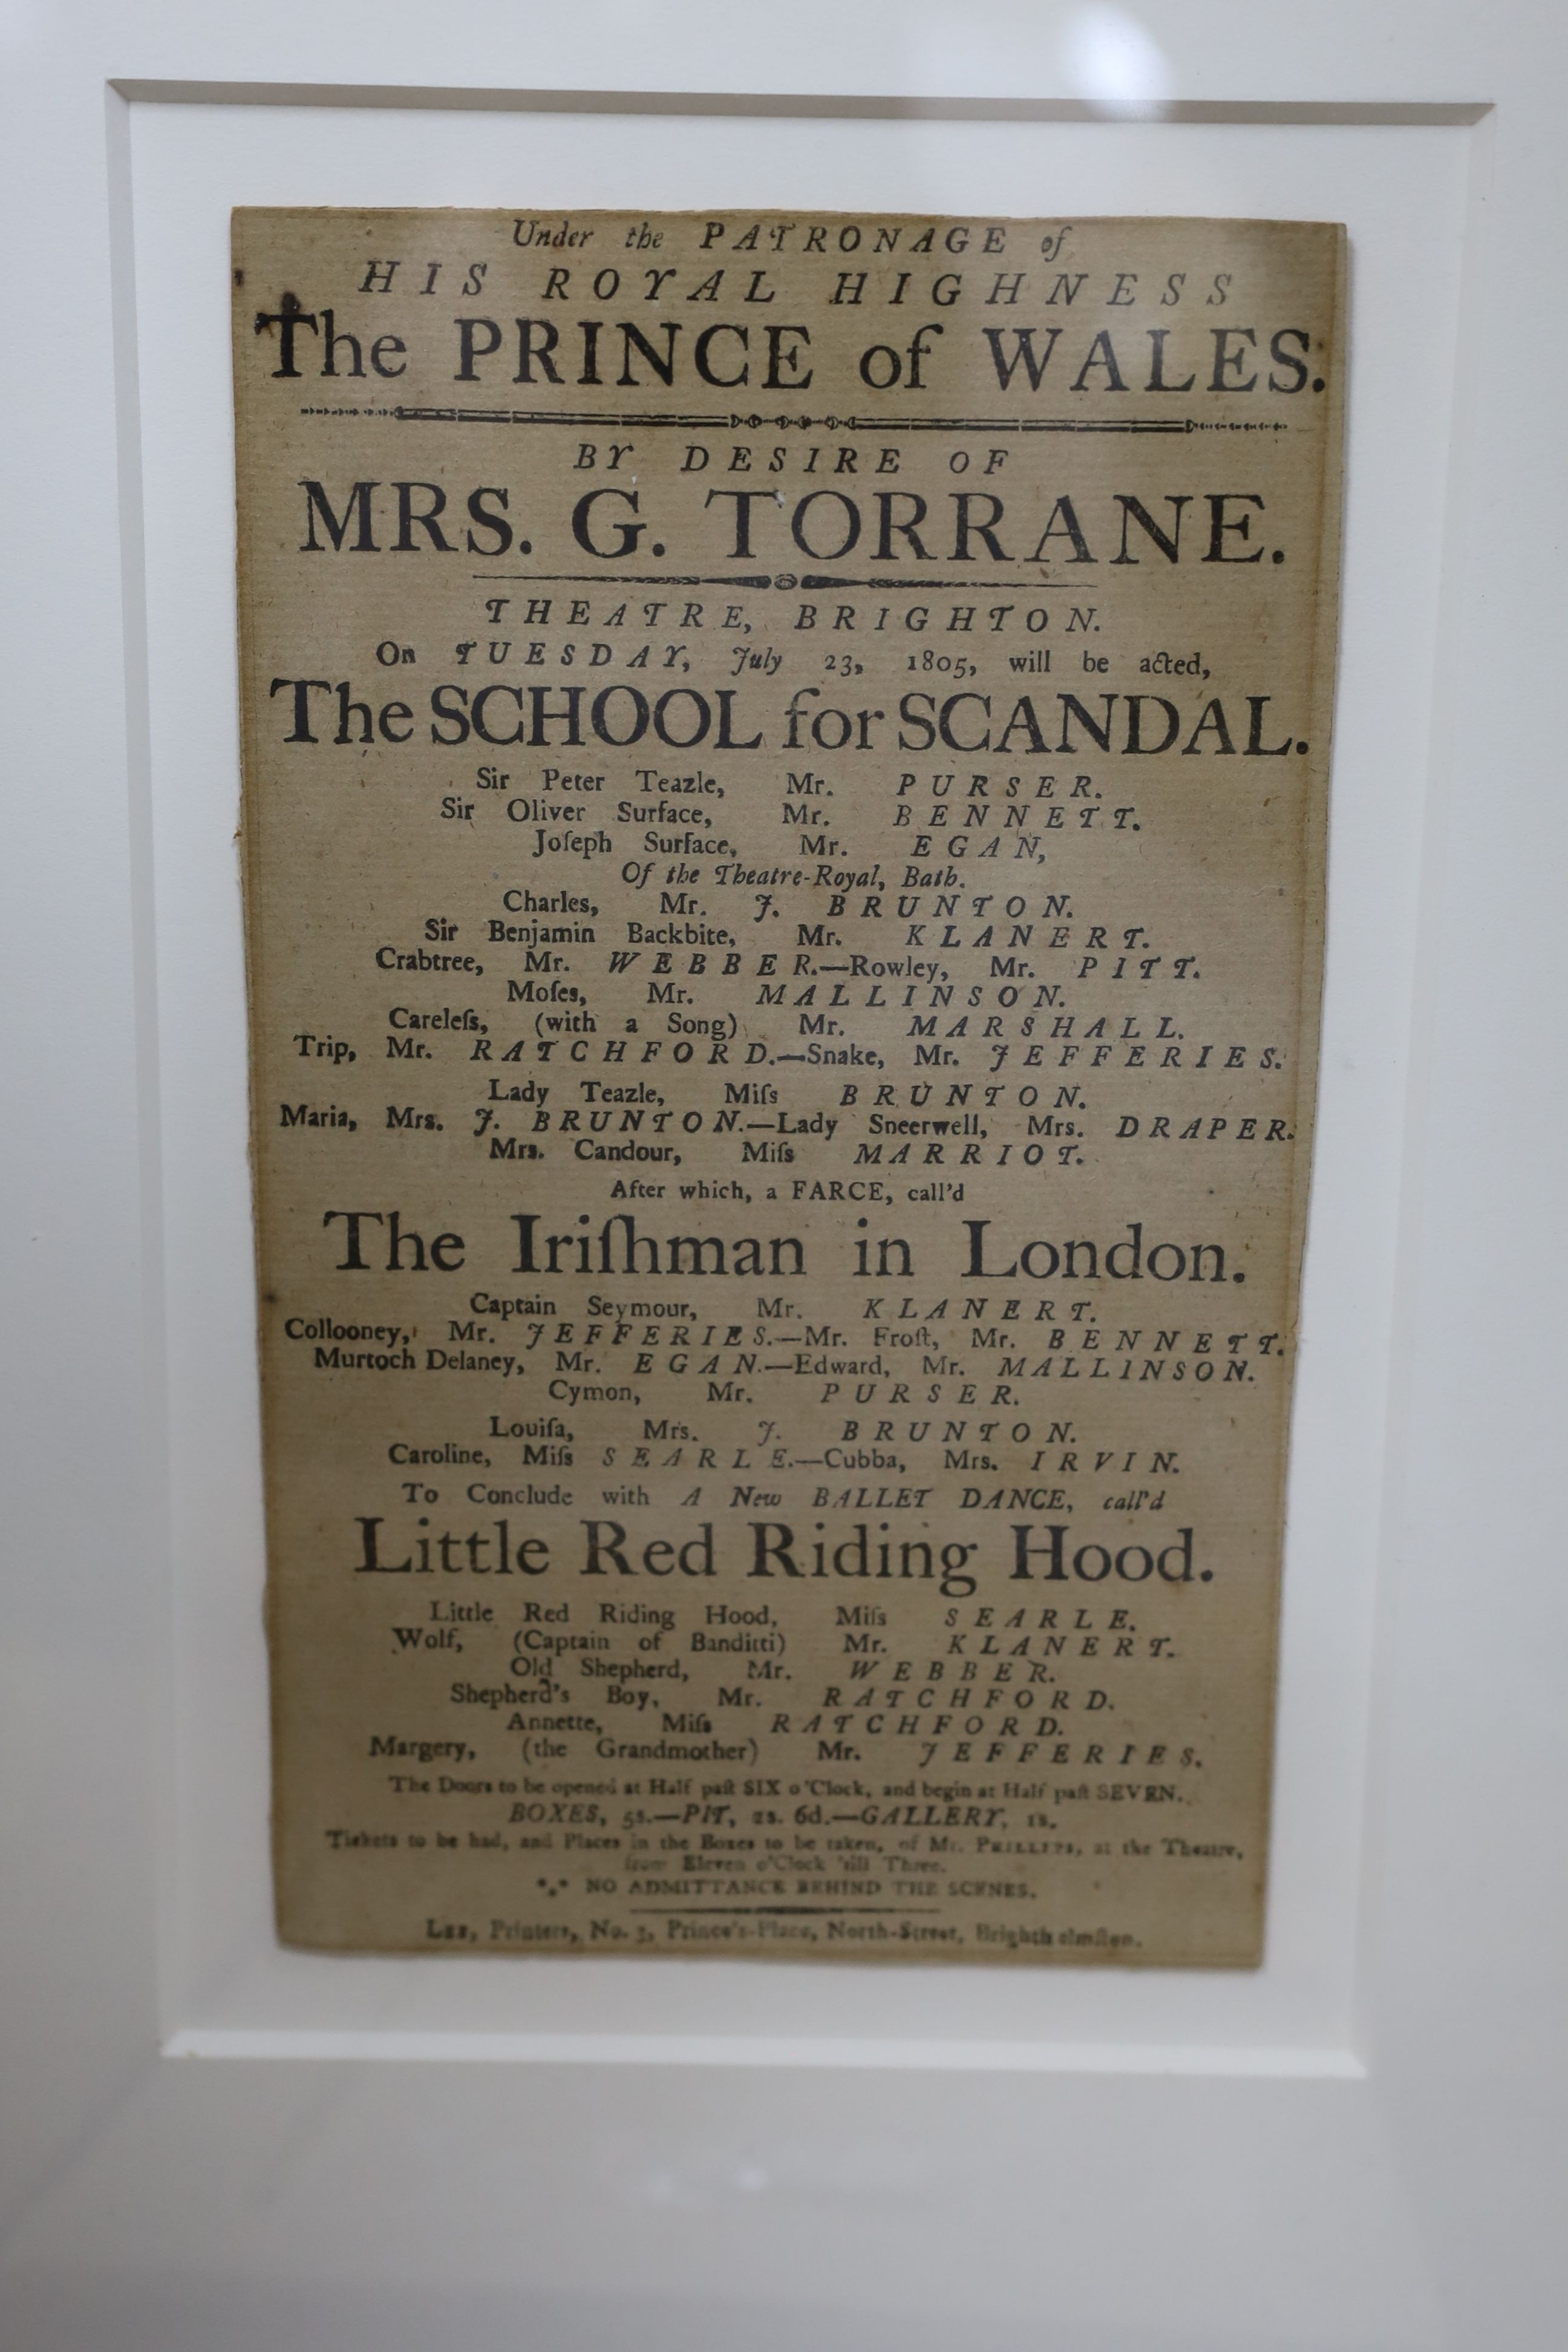 Under the PATRONAGE of
HIS ROYAL HIGHNESS
The PRINCE of WALES.
BY DESIRE OF
MRS. G. TORRANE.
THEATRE, BRIGHTON.
On TUESDAY, July 23, 1805, will be acted,
The SCHOOL for SCANDAL.
Sir Peter Teazle, Mr. PURSER.
Sir Oliver Surface, Mr. BENNETT.
Joſeph Surface, Mr. EGAN,
Of the Theatre-Royal, Bath.
Charles, Mr. J. BRUNTON.
Sir Benjamin Backbite, Mr. KLANERT.
Crabtree, Mr. WEBBER.—Rowley, Mr. PITT.
Moſes, Mr. MALLINSON.
Careleſs, (with a Song) Mr. MARSHALL.
Trip, Mr. RATCHFORD.—Snake, Mr. JEFFERIES.
Lady Teazle, Miſs BRUNTON.
Maria, Mrs. J. BRUNTON.—Lady Sneerwell, Mrs. DRAPER.
Mrs. Candour, Miſs MARRIOT.
After which, a FARCE, call'd
The Iriſhman in London.
Captain Seymour, Mr. KLANERT.
Collooney, Mr. JEFFERIES.—Mr. Froſt, Mr. BENNETT.
Murtoch Delaney, Mr. EGAN.—Edward, Mr. MALLINSON.
Cymon, Mr. PURSER.
Louiſa, Mrs. J. BRUNTON.
Caroline, Miſs SEARLE.—Cubba, Mrs. IRVIN.
To Conclude with A New BALLET DANCE, call'd
Little Red Riding Hood.
Little Red Riding Hood, Miſs SEARLE.
Wolf, (Captain of Banditti) Mr. KLANERT.
Old Shepherd, Mr. WEBBER.
Shepherd's Boy, Mr. RATCHFORD.
Annette, Miſs RATCHFORD.
Margery, (the Grandmother) Mr. JEFFERIES.
The Doors to be opened at Half paſt SIX o'Clock, and begin at Half paſt SEVEN.
BOXES, 5s.—PIT, 2s. 6d.—GALLERY, 1s.
Tickets to be had, and Places in the Boxes to be taken, of Mr. PHILLIPS, at the Theatre,
from Eleven o'Clock 'till Three.
*** NO ADMITTANCE BEHIND THE SCENES.
LEE, Printers, No. 3, Prince's-Place, North-Street, Brighthelmſton.